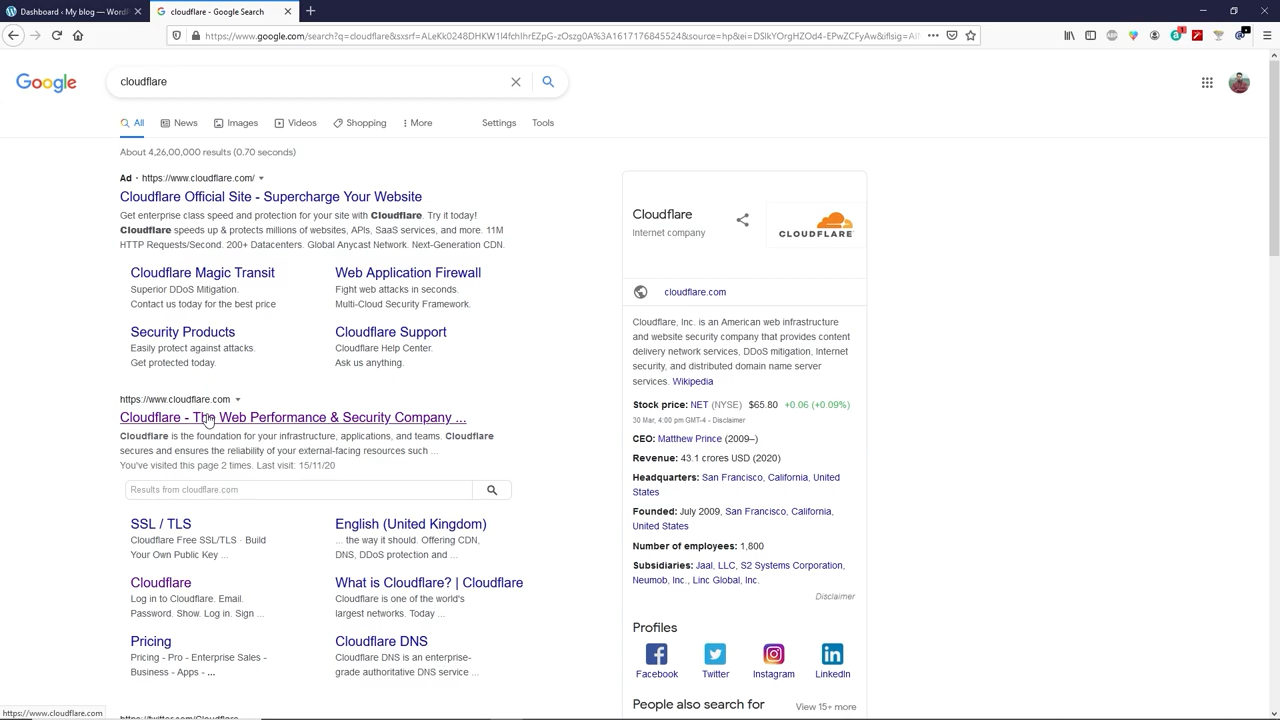 Dashboard ‹ My blog — WordP
cloudflare - Google Search
https://www.google.com/search?q=cloudflare&sxsrf=
Google
cloudflare
All
News
Images
Videos
Shopping
More
Settings
Tools
About 4,26,00,000 results (0.70 seconds)
Ad · https://www.cloudflare.com/
Cloudflare Official Site - Supercharge Your Website
Get enterprise class speed and protection for your site with Cloudflare. Try it today!
Cloudflare speeds up & protects millions of websites, APIs, SaaS services, and more. 11M
HTTP Requests/Second. 200+ Datacenters. Global Anycast Network. Next-Generation CDN.
Cloudflare Magic Transit
Superior DDoS Mitigation.
Contact us today for the best price
Web Application Firewall
Fight web attacks in seconds.
Multi-Cloud Security Framework.
Security Products
Easily protect against attacks.
Get protected today.
Cloudflare Support
Cloudflare Help Center.
Ask us anything.
https://www.cloudflare.com
Cloudflare - The Web Performance & Security Company ...
Cloudflare is the foundation for your infrastructure, applications, and teams. Cloudflare
secures and ensures the reliability of your external-facing resources such ...
You've visited this page 2 times. Last visit: 15/11/20
Results from cloudflare.com
SSL / TLS
Cloudflare Free SSL/TLS · Build
Your Own Public Key ...
English (United Kingdom)
... the way it should. Offering CDN,
DNS, DDoS protection and ...
Cloudflare
Log in to Cloudflare. Email.
Password. Show. Log in. Sign ...
What is Cloudflare? | Cloudflare
Cloudflare is one of the world's
largest networks. Today ...
Pricing
Pricing - Pro - Enterprise Sales -
Business - Apps - ...
Cloudflare DNS
Cloudflare DNS is an enterprise-
grade authoritative DNS service ...
https://twitter.com/Cloudflare
Cloudflare
Internet company
CLOUDFLARE
cloudflare.com
Cloudflare, Inc. is an American web infrastructure
and website security company that provides content
delivery network services, DDoS mitigation, Internet
security, and distributed domain name server
services. Wikipedia
Stock price: NET (NYSE) $65.80 +0.06 (+0.09%)
30 Mar, 4:00 pm GMT-4 - Disclaimer
CEO: Matthew Prince (2009–)
Revenue: 43.1 crores USD (2020)
Headquarters: San Francisco, California, United
States
Founded: July 2009, San Francisco, California,
United States
Number of employees: 1,800
Subsidiaries: Jaal, LLC, S2 Systems Corporation,
Neumob, Inc., Linc Global, Inc.
Disclaimer
Profiles
Facebook
Twitter
Instagram
LinkedIn
People also search for
View 15+ more
https://www.cloudflare.com